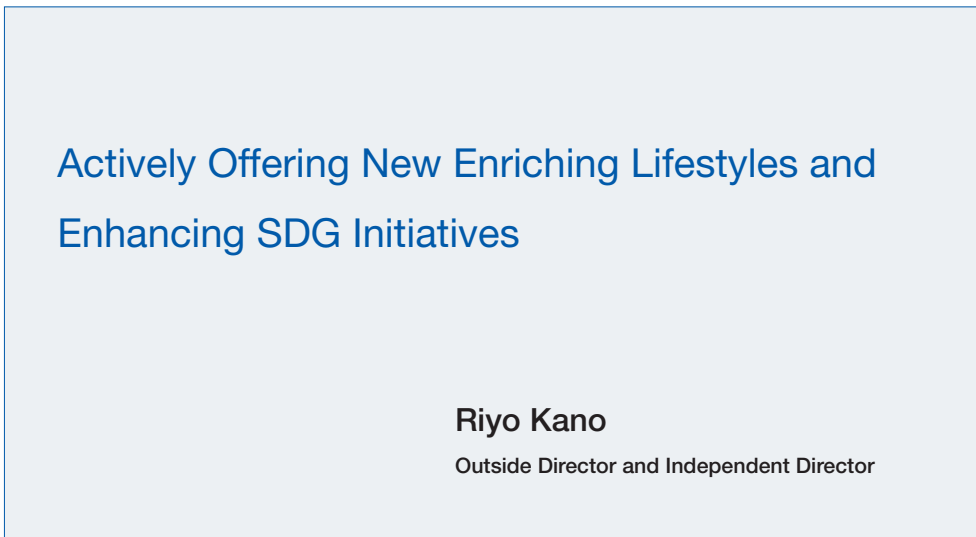 Actively Offering New Enriching Lifestyles and
Enhancing SDG Initiatives
Riyo Kano
Outside Director and Independent Director